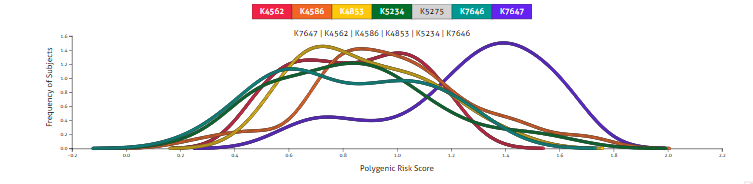 K4562 K4586 K4853 K5234 K5275 K7646 K7647
K7647 | K4562 | K4586 | K4853 | K5234 | K7646
Frequency of Subjects
1.6
1.4
1.2
1.0
0.8
0.6
0.4
0.2
0.0
-0.2 0.0 0.2 0.4 0.6 0.8 1.0 1.2 1.4 1.6 1.8 2.0 2.2
Polygenic Risk Score